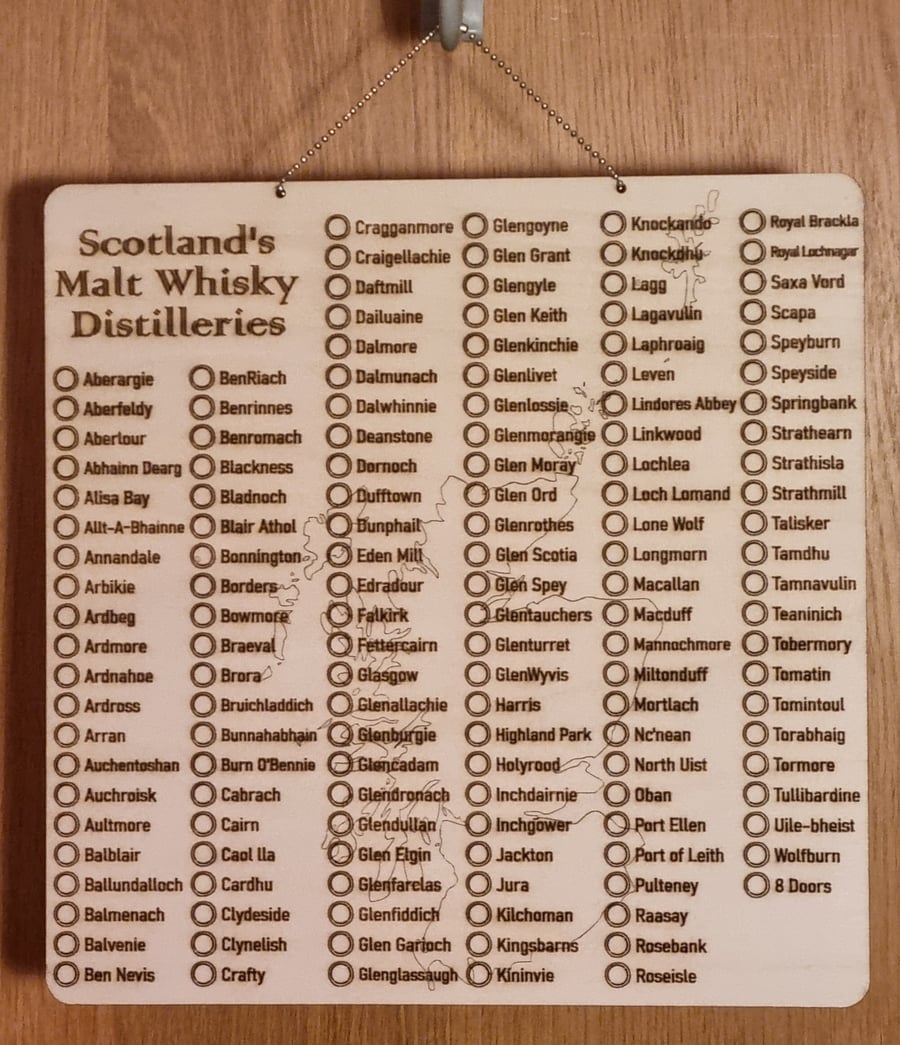 Scotland's
Malt Whisky
Distilleries
Aberargie
Aberfeldy
Aberlour
Abhainn Dearg
Alisa Bay
Allt-A-Bhainne
Annandale
Arbikie
Ardbeg
Ardmore
Ardnahoe
Ardross
Arran
Auchentoshan
Auchroisk
Aultmore
Balblair
Ballundalloch
Balmenach
Balvenie
Ben Nevis
BenRiach
Benrinnes
Benromach
Blackness
Bladnoch
Blair Athol
Bonnington
Borders
Bowmore
Braeval
Brora
Bruichladdich
Bunnahabhain
Burn O'Bennie
Cabrach
Cairn
Caol Ila
Cardhu
Clydeside
Clynelish
Crafty
Cragganmore
Craigellachie
Daftmill
Dailuaine
Dalmore
Dalmunach
Dalwhinnie
Deanstone
Dornoch
Dufftown
Dunphail
Eden Mill
Edradour
Falkirk
Fettercairn
Glasgow
Glenallachie
Glenburgie
Glencadam
Glendronach
Glendullan
Glen Elgin
Glenfarclas
Glenfiddich
Glen Garioch
Glenglassaugh
Glengoyne
Glen Grant
Glengyle
Glen Keith
Glenkinchie
Glenlivet
Glenlossie
Glenmorangie
Glen Moray
Glen Ord
Glenrothes
Glen Scotia
Glen Spey
Glentauchers
Glenturret
GlenWyvis
Harris
Highland Park
Holyrood
Inchdairnie
Inchgower
Jackton
Jura
Kilchoman
Kingsbarns
Kininvie
Knockando
Knockdhu
Lagg
Lagavulin
Laphroaig
Leven
Lindores Abbey
Linkwood
Lochlea
Loch Lomand
Lone Wolf
Longmorn
Macallan
Macduff
Mannochmore
Miltonduff
Mortlach
Nc'nean
North Uist
Oban
Port Ellen
Port of Leith
Pulteney
Raasay
Rosebank
Roseisle
Royal Brackla
Royal Lochnagar
Saxa Vord
Scapa
Speyburn
Speyside
Springbank
Strathearn
Strathisla
Strathmill
Talisker
Tamdhu
Tamnavulin
Teaninich
Tobermory
Tomatin
Tomintoul
Torabhaig
Tormore
Tullibardine
Uile-bheist
Wolfburn
8 Doors